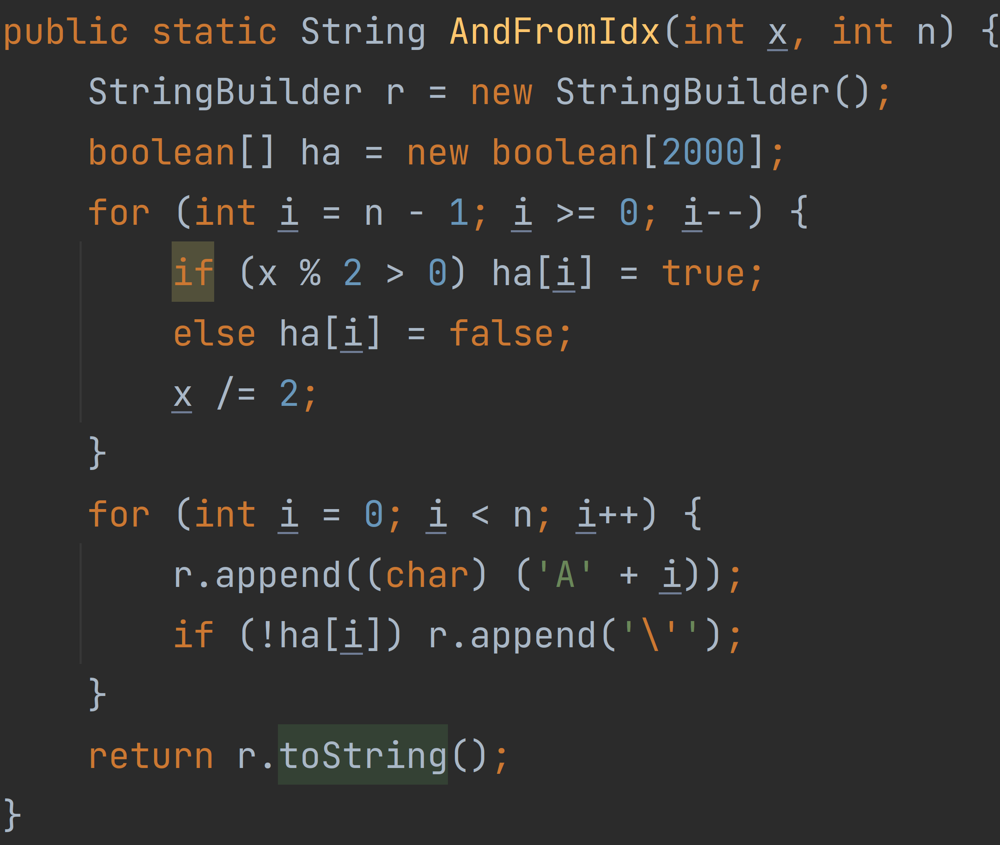 public static String AndFromIdx(int x, int n) {
    StringBuilder r = new StringBuilder();
    boolean[] ha = new boolean[2000];
    for (int i = n - 1; i >= 0; i--) {
        if (x % 2 > 0) ha[i] = true;
        else ha[i] = false;
        x /= 2;
    }
    for (int i = 0; i < n; i++) {
        r.append((char) ('A' + i));
        if (!ha[i]) r.append('\'');
    }
    return r.toString();
}